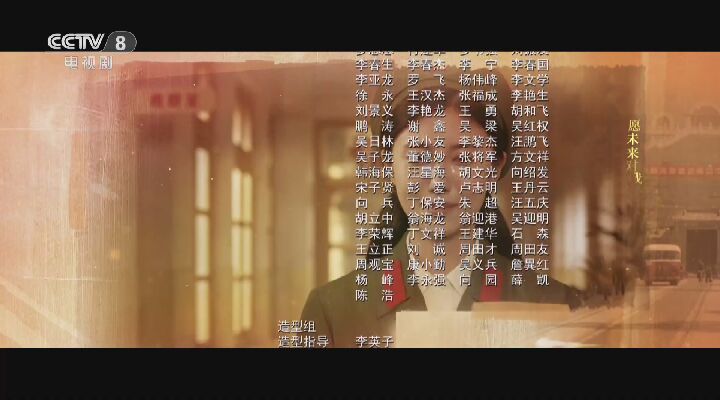 CCTV 8
电视剧
李春生 李春杰 李宁 李春国
李亚龙 罗飞 杨伟峰 李文学
徐永 王汉杰 张福成 李艳生
刘景义 李艳龙 王勇 胡和飞
鹏涛 谢鑫 吴梁 吴红权
吴日林 张小友 李黎杰 汪鹏飞
吴子龙 董德妙 张将军 方文祥
韩海保 汪星海 胡文光 向绍发
宋子贤 彭爱 卢志明 王丹云
向兵 丁保安 朱超 汪五庆
胡立中 翁海龙 翁迎港 吴迎明
李荣辉 丁文祥 王建华 石森
王立正 刘诚 周田才 周田友
周观宝 康小勤 吴义兵 詹異红
杨峰 李永强 向园 薛凯
陈浩
造型组
造型指导 李英子
愿未来对我